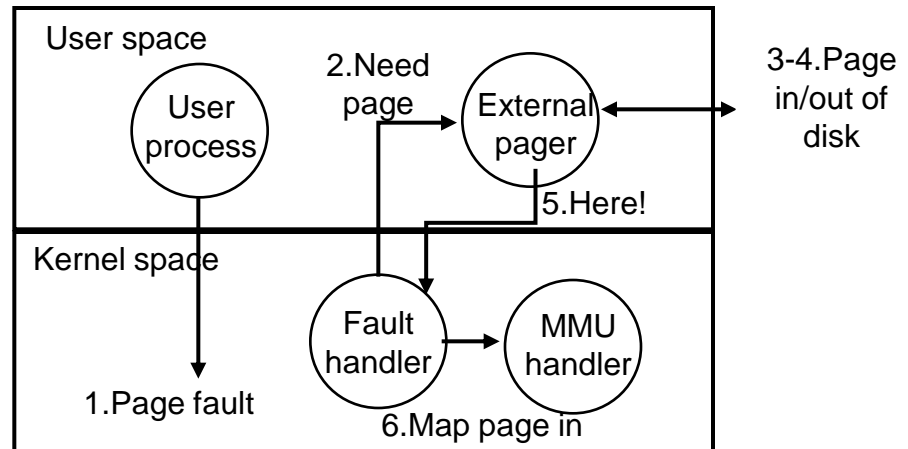 User space
2.Need
page
3-4.Page
in/out of
disk
User
process
External
pager
5.Here!
Kernel space
Fault
handler
MMU
handler
1.Page fault
6.Map page in